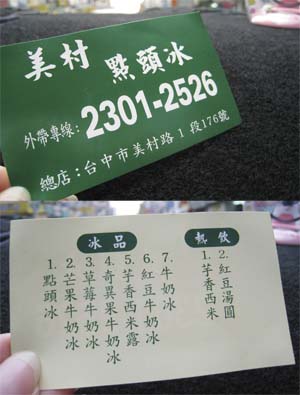 美村 點頭冰
外帶專線：2301-2526
總店：台中市美村路1段176號
冰品
1.點頭冰
2.芒果牛奶冰
3.草莓牛奶冰
4.奇異果牛奶冰
5.芋香西米露
6.紅豆牛奶冰
7.牛奶冰
熱飲
1.芋香西米
2.紅豆湯圓